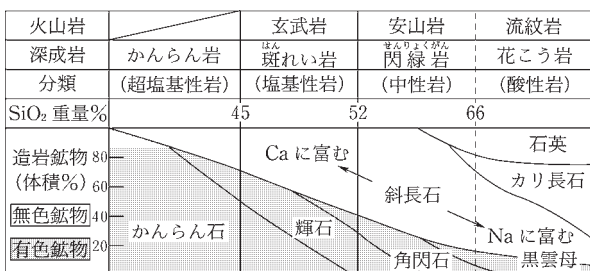 火山岩 玄武岩 安山岩 流紋岩
深成岩 かんらん岩 斑れい岩 閃緑岩 花こう岩
はん せんりょくがん
分類 (超塩基性岩) (塩基性岩) (中性岩) (酸性岩)
SiO₂ 重量% 45 52 66
造岩鉱物
(体積%)
無色鉱物
有色鉱物
80
60
40
20
Ca に富む
斜長石
Na に富む
石英
カリ長石
かんらん石
輝石
角閃石
黒雲母